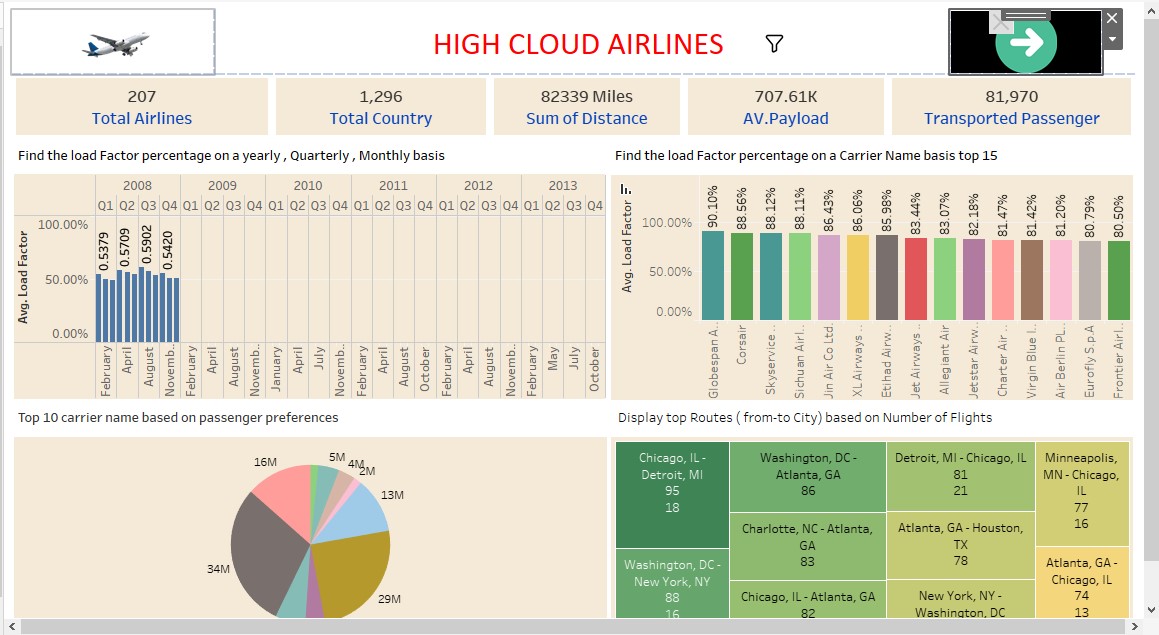 HIGH CLOUD AIRLINES
207
Total Airlines
1,296
Total Country
82339 Miles
Sum of Distance
707.61K
AV.Payload
81,970
Transported Passenger
Find the load Factor percentage on a yearly , Quarterly , Monthly basis
2008 2009 2010 2011 2012 2013
Q1 Q2 Q3 Q4 Q1 Q2 Q3 Q4 Q1 Q2 Q3 Q4 Q1 Q2 Q3 Q4 Q1 Q2 Q3 Q4 Q1 Q2 Q3 Q4
Avg. Load Factor
100.00%
50.00%
0.00%
0.5379
0.5709
0.5902
0.5420
February
April
August
Novemb..
February
April
August
Novemb..
January
April
July
Novemb..
February
April
August
October
February
April
August
Novemb..
February
May
July
October
Find the load Factor percentage on a Carrier Name basis top 15
Avg. Load Factor
100.00%
50.00%
0.00%
90.10%
88.56%
88.12%
88.11%
86.43%
86.06%
85.98%
83.44%
83.07%
82.18%
81.47%
81.42%
81.20%
80.79%
80.50%
Globespan A..
Corsair
Skyservice ..
Sichuan Airl..
Jin Air Co Ltd.
XL Airways ..
Etihad Airw..
Jet Airways ..
Allegiant Air
Jetstar Airw..
Charter Air ..
Virgin Blue I..
Air Berlin PL..
Eurofly S.p.A
Frontier Airl..
Top 10 carrier name based on passenger preferences
16M
5M
4M
2M
13M
34M
29M
Display top Routes ( from-to City) based on Number of Flights
Chicago, IL -
Detroit, MI
95
18
Washington, DC -
New York, NY
88
16
Washington, DC -
Atlanta, GA
86
Charlotte, NC - Atlanta,
GA
83
Chicago, IL - Atlanta, GA
82
Detroit, MI - Chicago, IL
81
21
Atlanta, GA - Houston,
TX
78
New York, NY -
Washington, DC
Minneapolis,
MN - Chicago,
IL
77
16
Atlanta, GA -
Chicago, IL
74
13